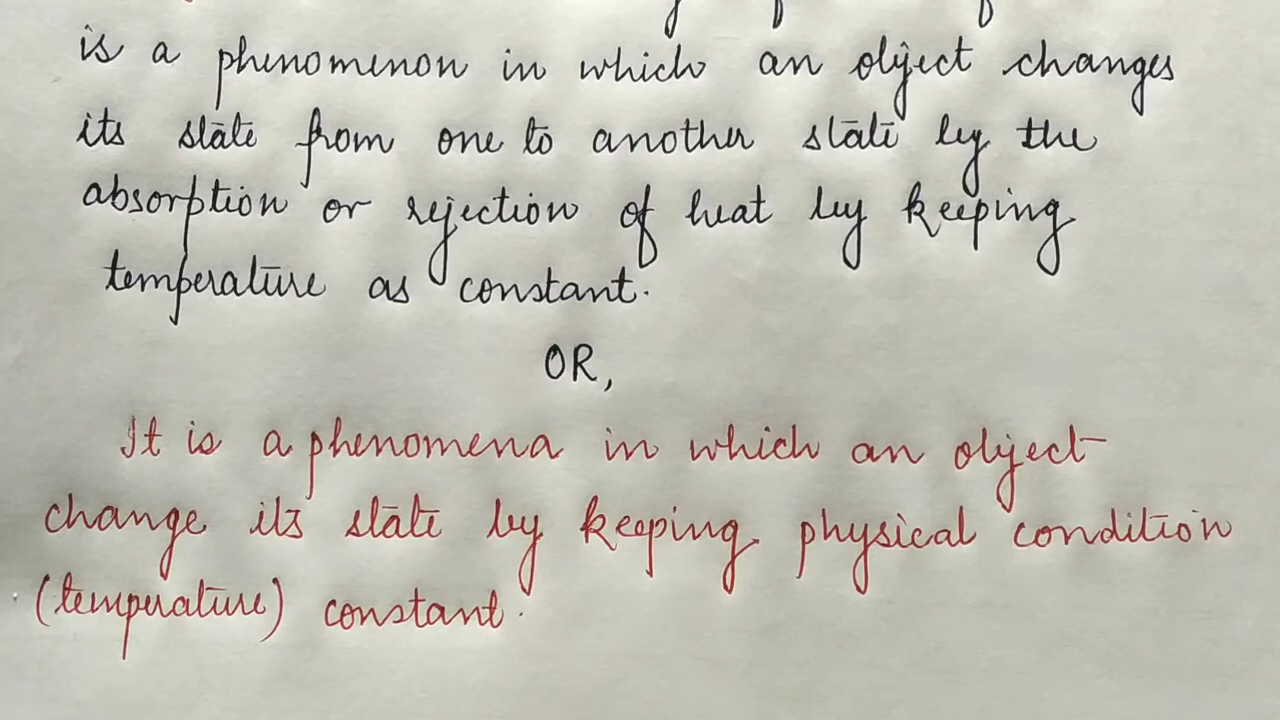 is a phenomenon in which an object changes
its state from one to another state by the
absorption or rejection of heat by keeping
temperature as constant.
OR,
It is a phenomena in which an object
change its state by keeping physical condition
(temperature) constant.